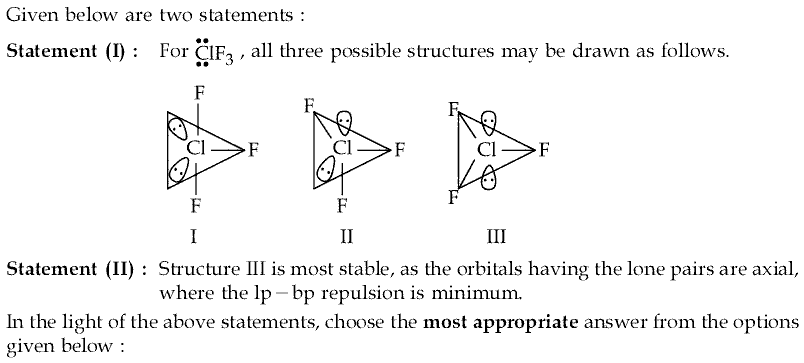 Given below are two statements :
Statement (I) : For C̤̈lF₃ , all three possible structures may be drawn as follows.
F F F
Cl F Cl F Cl F
F F F
I II III
Statement (II) : Structure III is most stable, as the orbitals having the lone pairs are axial,
where the lp – bp repulsion is minimum.
In the light of the above statements, choose the most appropriate answer from the options
given below :